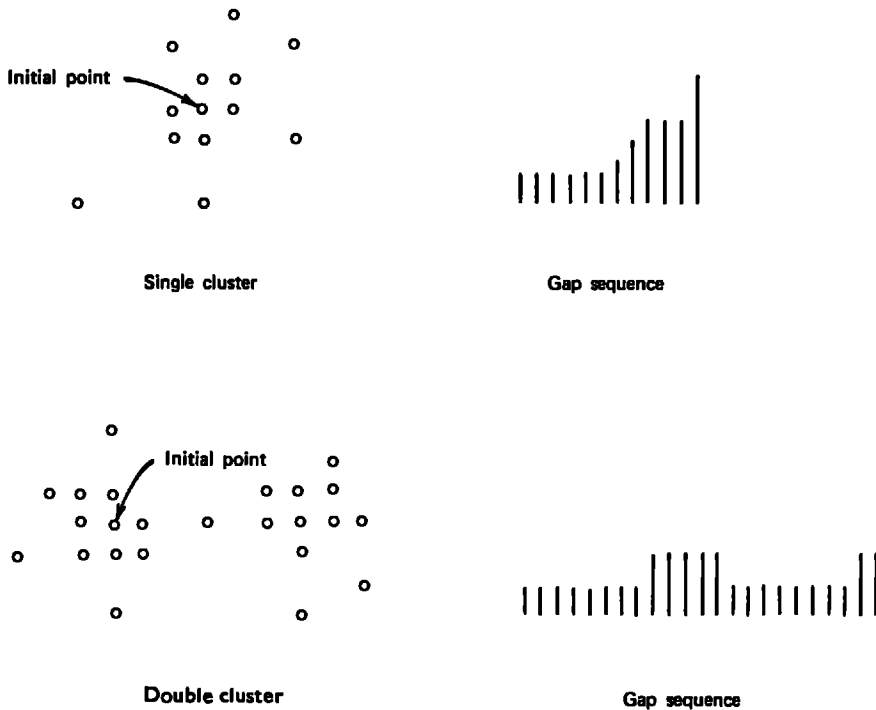 Initial point
Single cluster
Gap sequence
Initial point
Double cluster
Gap sequence